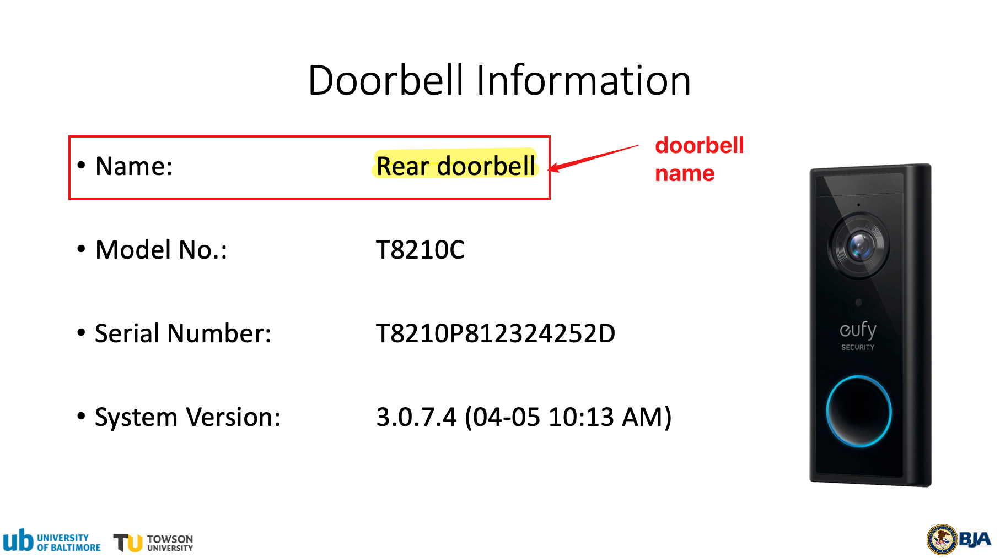 Doorbell Information
• Name: Rear doorbell
doorbell
name
• Model No.: T8210C
• Serial Number: T8210P812324252D
• System Version: 3.0.7.4 (04-05 10:13 AM)
eufy
SECURITY
ub UNIVERSITY
OF BALTIMORE
TU TOWSON
UNIVERSITY
BJA